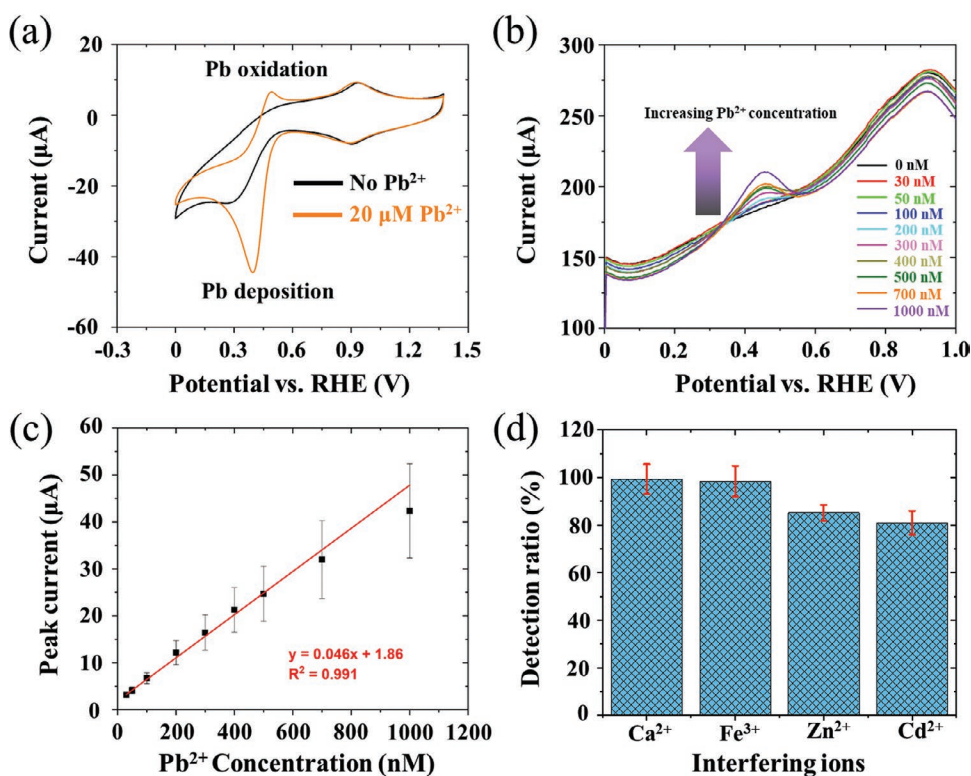 (a)
20
0
-20
-40
-60
Current (µA)
Pb oxidation
No Pb²⁺
20 µM Pb²⁺
Pb deposition
-0.3 0 0.3 0.6 0.9 1.2 1.5
Potential vs. RHE (V)
(b)
300
250
200
150
100
Current (µA)
Increasing Pb²⁺ concentration
0 nM
30 nM
50 nM
100 nM
200 nM
300 nM
400 nM
500 nM
700 nM
1000 nM
0 0.2 0.4 0.6 0.8 1.0
Potential vs. RHE (V)
(c)
60
50
40
30
20
10
0
Peak current (µA)
y = 0.046x + 1.86
R² = 0.991
0 200 400 600 800 1000 1200
Pb²⁺ Concentration (nM)
(d)
120
100
80
60
40
20
0
Detection ratio (%)
Ca²⁺ Fe³⁺ Zn²⁺ Cd²⁺
Interfering ions